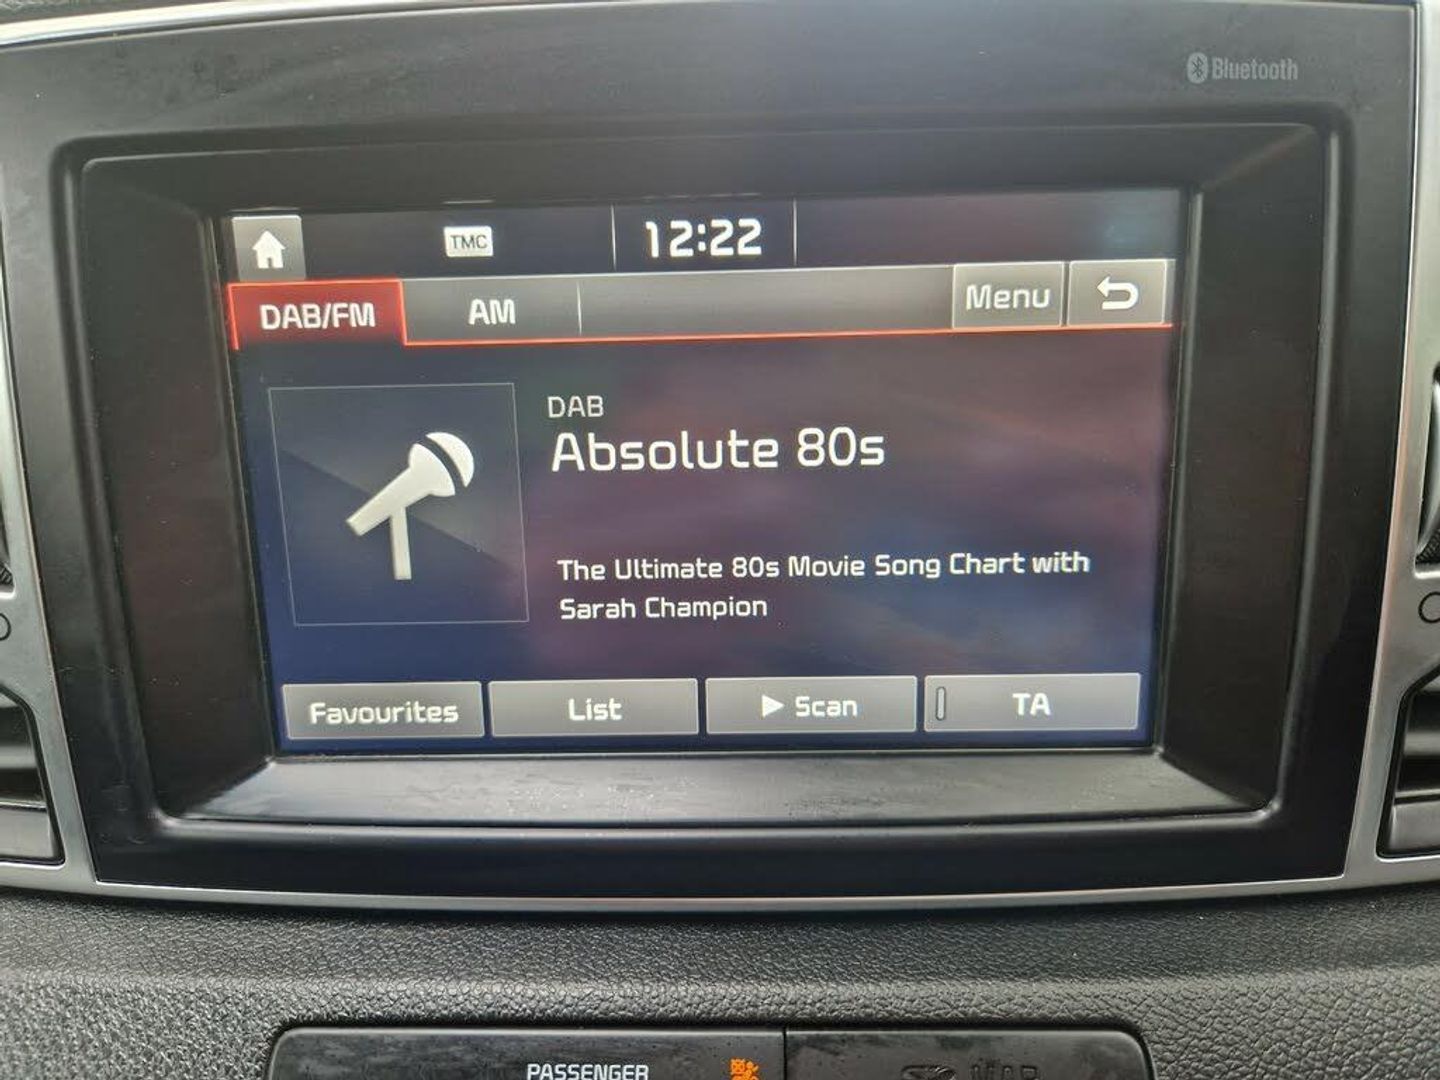 Bluetooth
TMC
12:22
DAB/FM
AM
Menu
DAB
Absolute 80s
The Ultimate 80s Movie Song Chart with
Sarah Champion
Favourites
List
Scan
TA
PASSENGER